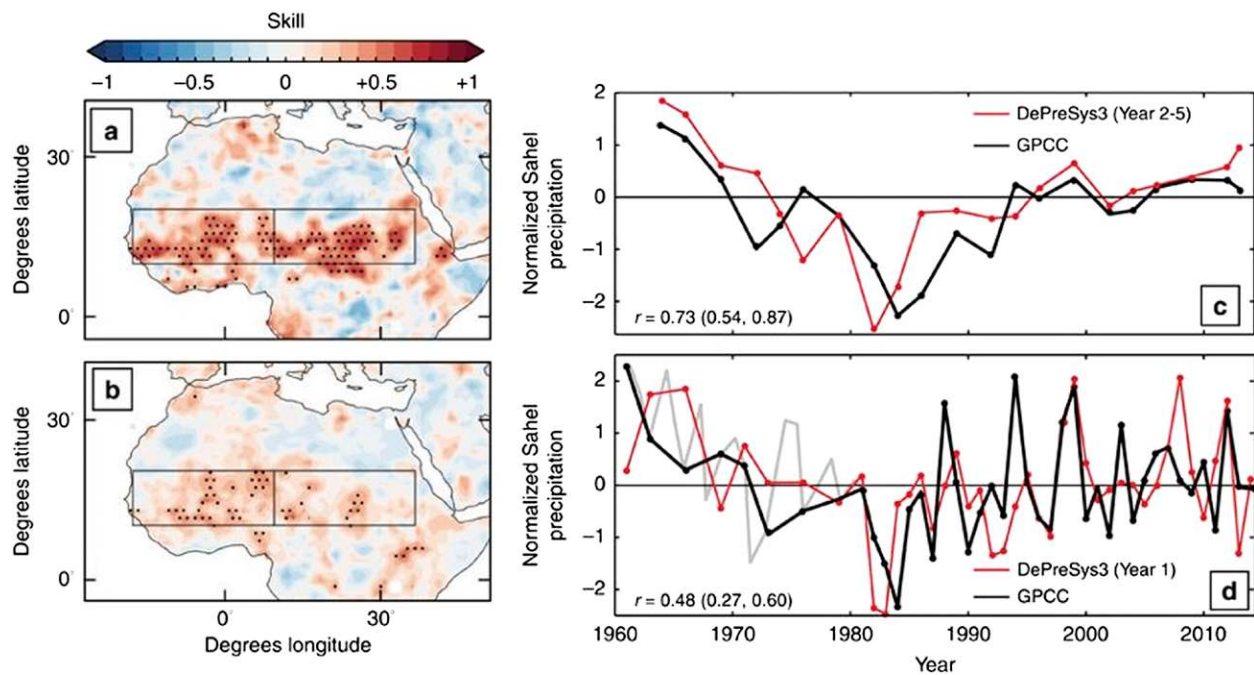 Skill
−1 −0.5 0 +0.5 +1
a
30°
0°
Degrees latitude
b
30°
0°
Degrees latitude
0° 30°
Degrees longitude
2
1
0
−1
−2
Normalized Sahel
precipitation
DePreSys3 (Year 2-5)
GPCC
r = 0.73 (0.54, 0.87)
c
2
1
0
−1
−2
Normalized Sahel
precipitation
DePreSys3 (Year 1)
GPCC
r = 0.48 (0.27, 0.60)
d
1960 1970 1980 1990 2000 2010
Year